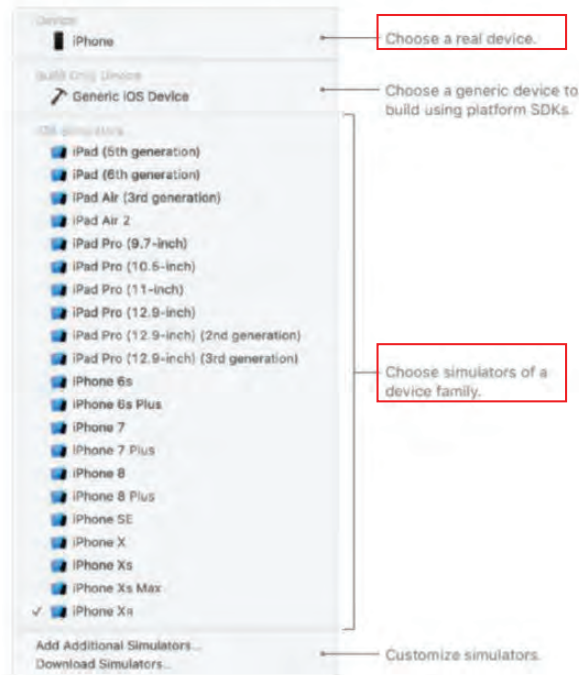 Device
iPhone
Choose a real device.
Build Only Device
Generic iOS Device
Choose a generic device to
build using platform SDKs.
iOS Simulators
iPad (5th generation)
iPad (6th generation)
iPad Air (3rd generation)
iPad Air 2
iPad Pro (9.7-inch)
iPad Pro (10.5-inch)
iPad Pro (11-inch)
iPad Pro (12.9-inch)
iPad Pro (12.9-inch) (2nd generation)
iPad Pro (12.9-inch) (3rd generation)
Choose simulators of a
device family.
iPhone 6s
iPhone 6s Plus
iPhone 7
iPhone 7 Plus
iPhone 8
iPhone 8 Plus
iPhone SE
iPhone X
iPhone Xs
iPhone Xs Max
✓ iPhone XR
Add Additional Simulators...
Download Simulators...
Customize simulators.